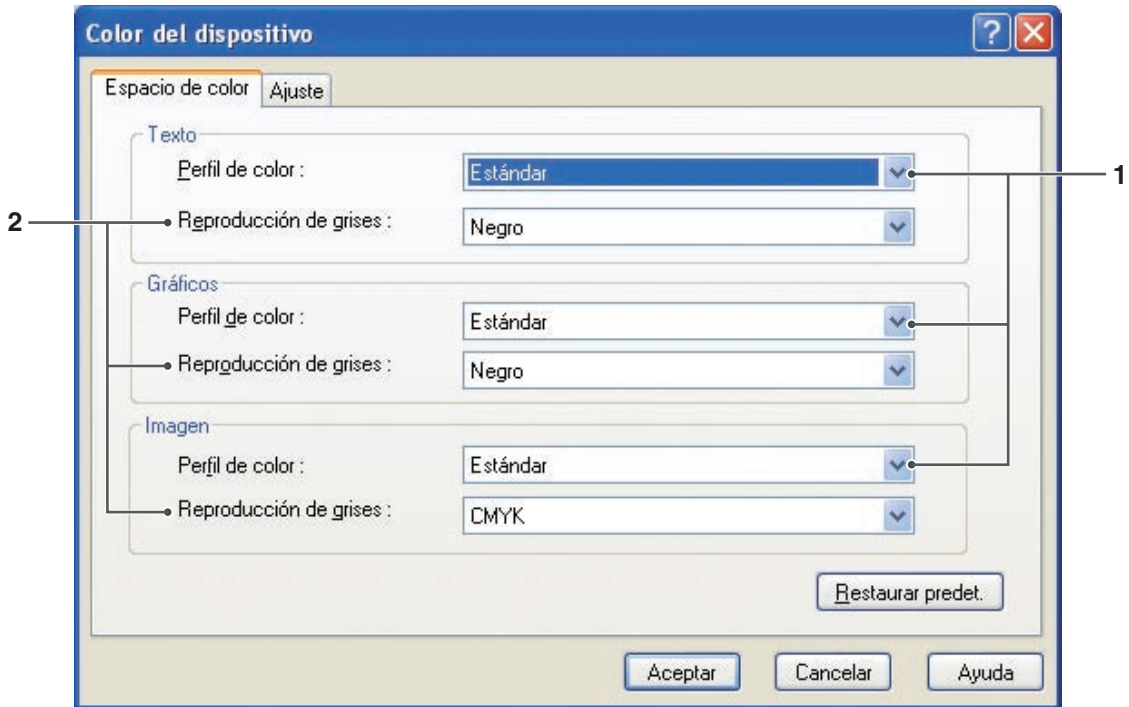 Color del dispositivo
Espacio de color Ajuste
Texto
Perfil de color : Estándar
1
2
Reproducción de grises : Negro
Gráficos
Perfil de color : Estándar
Reproducción de grises : Negro
Imagen
Perfil de color : Estándar
Reproducción de grises : CMYK
Restaurar predet.
Aceptar Cancelar Ayuda